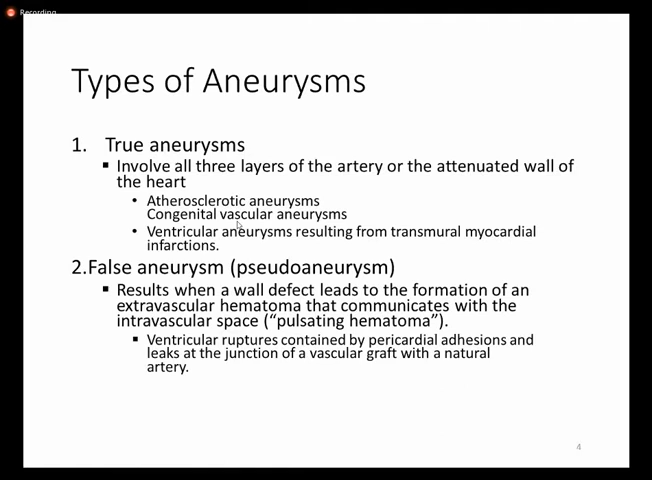 Recording
Types of Aneurysms
1. True aneurysms
▪ Involve all three layers of the artery or the attenuated wall of
the heart
• Atherosclerotic aneurysms
Congenital vascular aneurysms
• Ventricular aneurysms resulting from transmural myocardial
infarctions.
2.False aneurysm (pseudoaneurysm)
▪ Results when a wall defect leads to the formation of an
extravascular hematoma that communicates with the
intravascular space (“pulsating hematoma”).
▪ Ventricular ruptures contained by pericardial adhesions and
leaks at the junction of a vascular graft with a natural
artery.
4